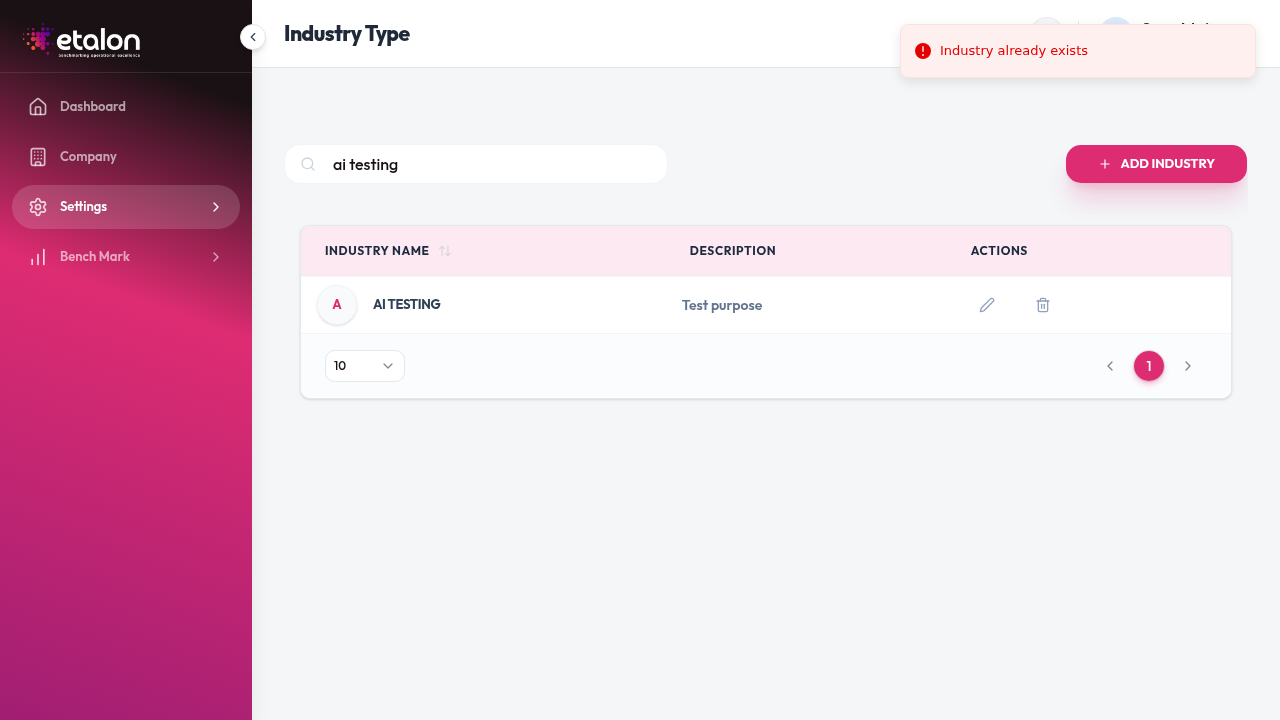 etalon
benchmarking operational excellence
Industry Type
Industry already exists
Dashboard
Company
Settings
Bench Mark
ai testing
ADD INDUSTRY
INDUSTRY NAME
DESCRIPTION
ACTIONS
A
AI TESTING
Test purpose
10
1